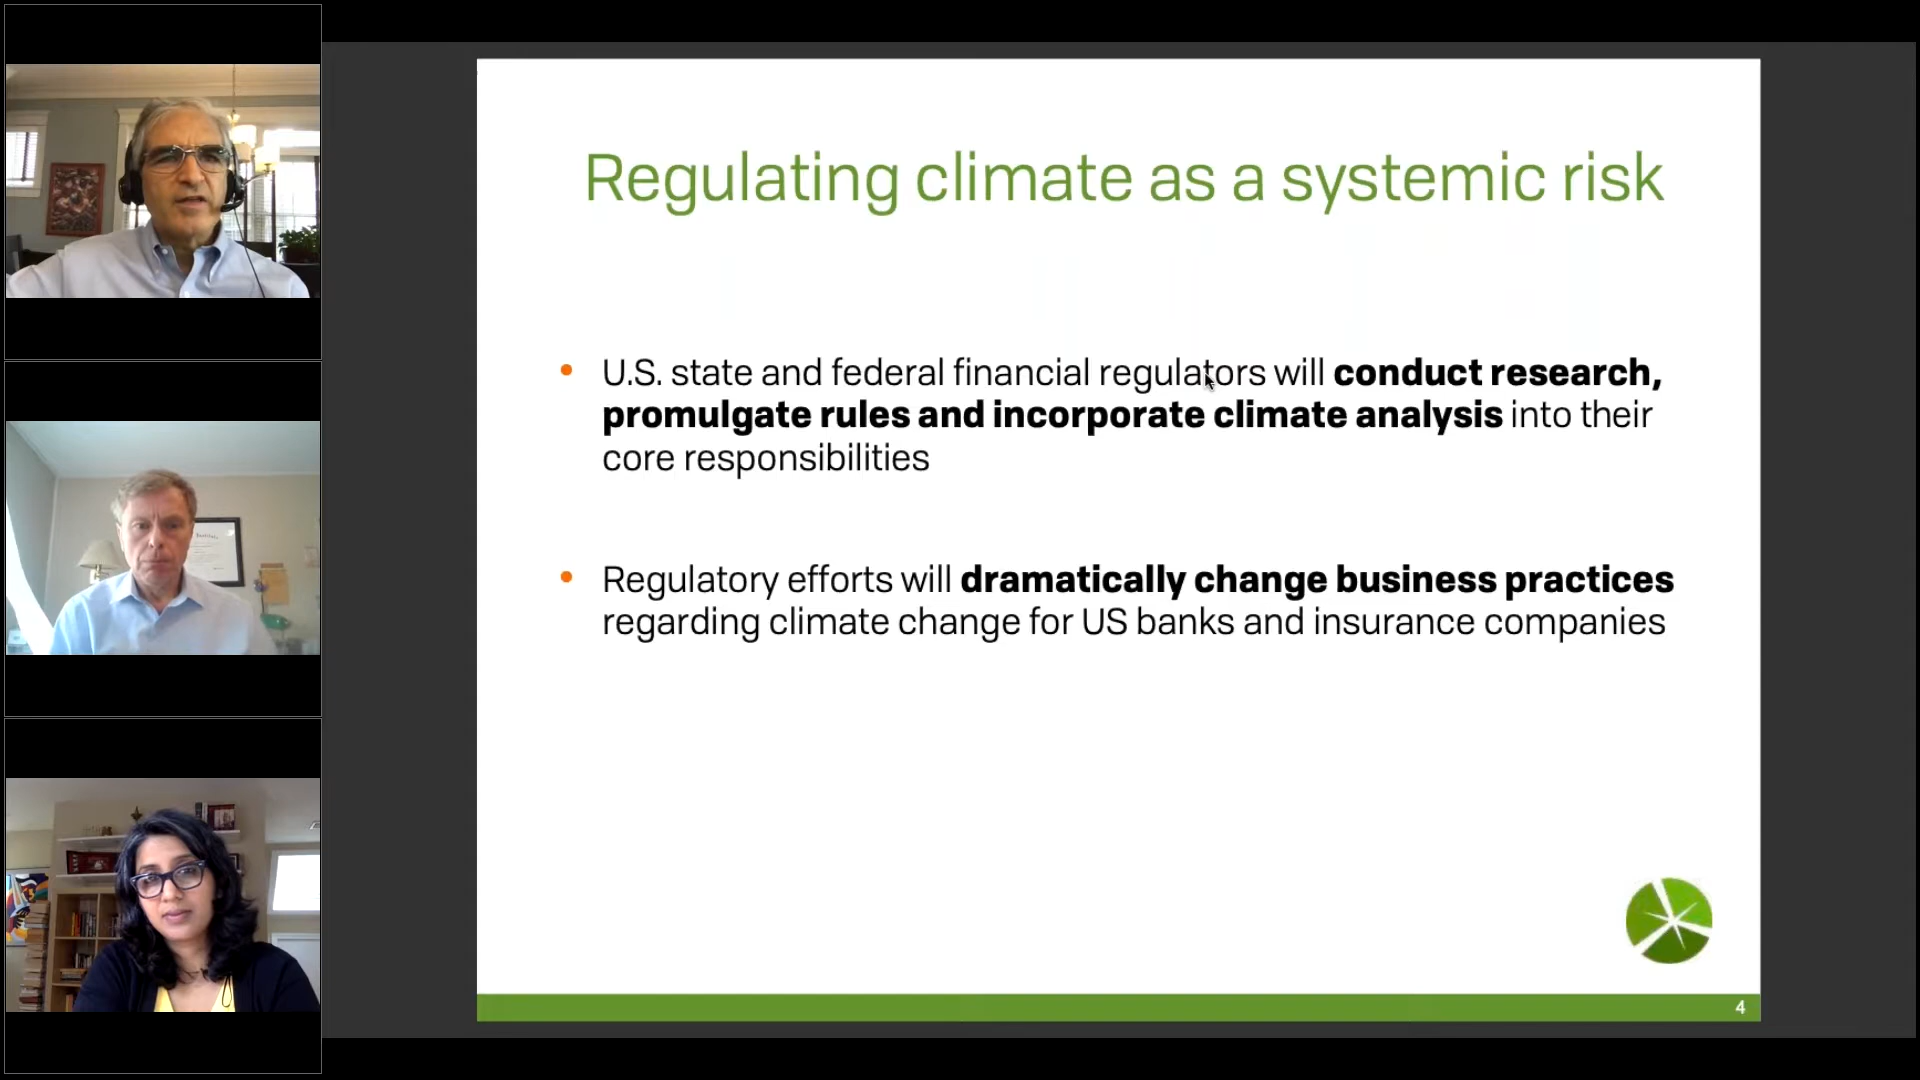 Regulating climate as a systemic risk
• U.S. state and federal financial regulators will conduct research,
promulgate rules and incorporate climate analysis into their
core responsibilities
• Regulatory efforts will dramatically change business practices
regarding climate change for US banks and insurance companies
4